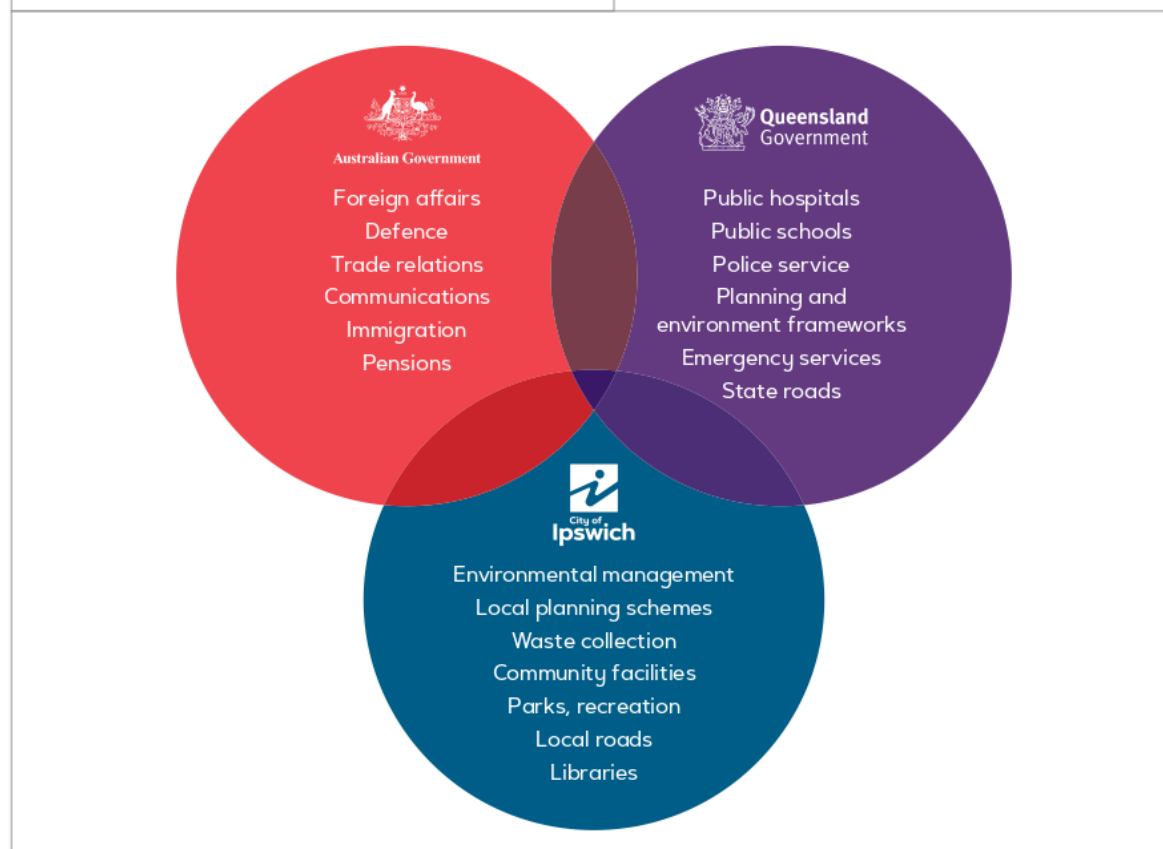 Australian Government
Foreign affairs
Defence
Trade relations
Communications
Immigration
Pensions
Queensland
Government
Public hospitals
Public schools
Police service
Planning and
environment frameworks
Emergency services
State roads
City of
Ipswich
Environmental management
Local planning schemes
Waste collection
Community facilities
Parks, recreation
Local roads
Libraries